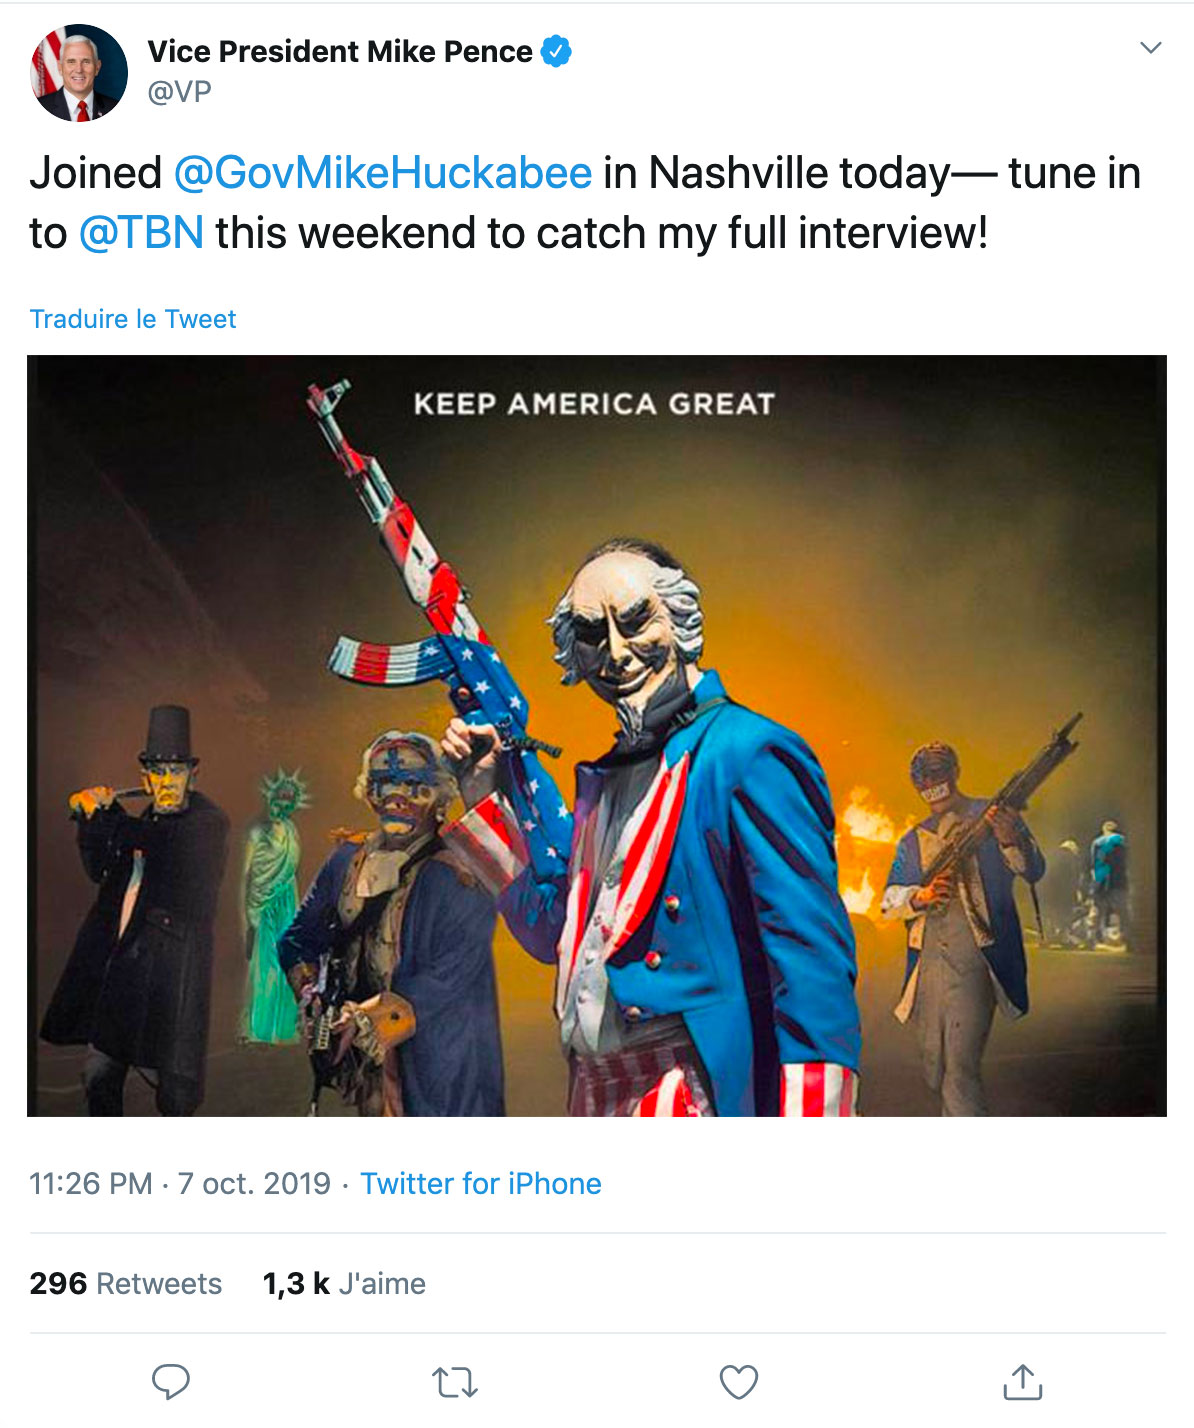 Vice President Mike Pence
@VP
Joined @GovMikeHuckabee in Nashville today— tune in
to @TBN this weekend to catch my full interview!
Traduire le Tweet
KEEP AMERICA GREAT
11:26 PM · 7 oct. 2019 · Twitter for iPhone
296 Retweets 1,3 k J'aime